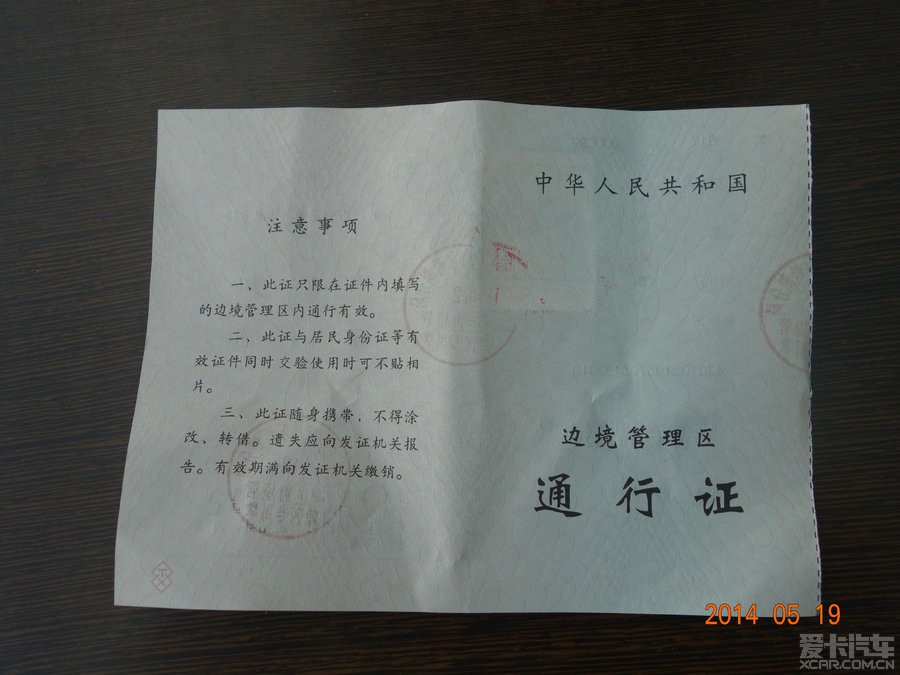 注意事项
一、此证只限在证件内填写
的边境管理区内通行有效。
二、此证与居民身份证等有
效证件同时交验使用时可不贴相
片。
三、此证随身携带，不得涂
改、转借。遗失应向发证机关报
告。有效期满向发证机关缴销。
中华人民共和国
边境管理区
通行证
2014 05 19
爱卡汽车
XCAR.COM.CN